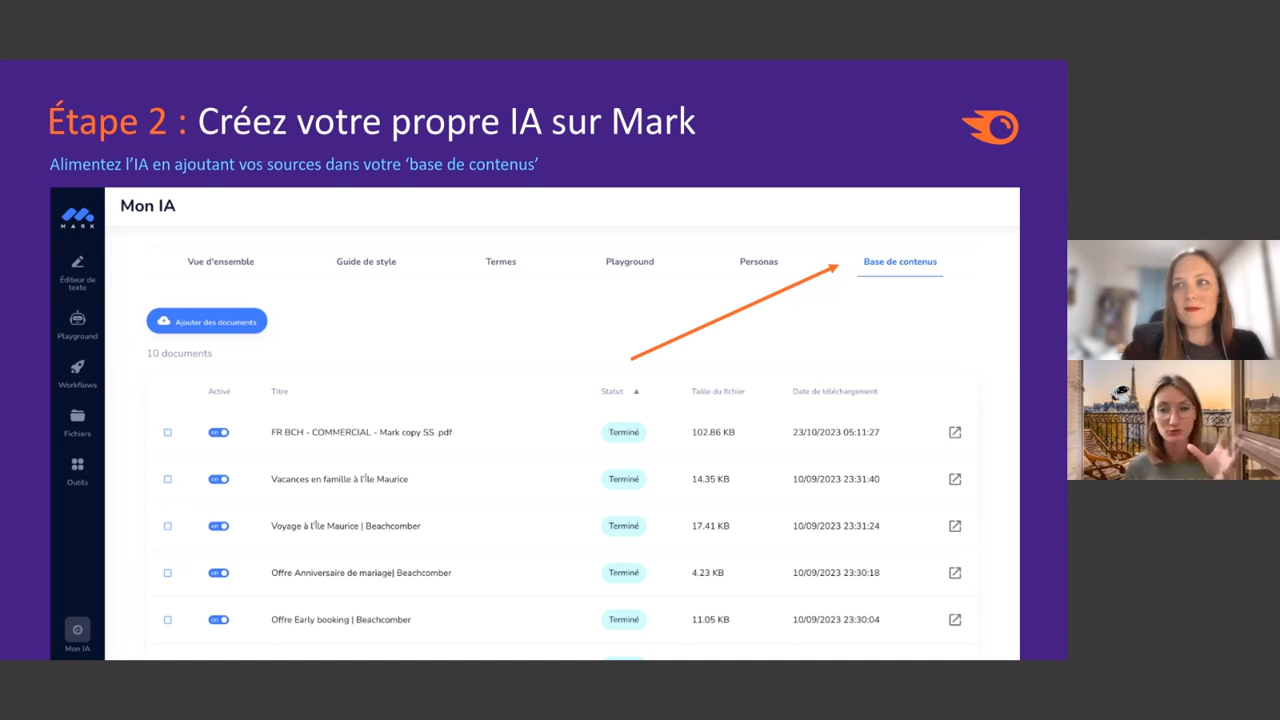 Étape 2 : Créez votre propre IA sur Mark
Alimentez l’IA en ajoutant vos sources dans votre ‘base de contenus’
MARK
Éditeur de texte
Playground
Workflows
Fichiers
Outils
Mon IA
Mon IA
Vue d'ensemble Guide de style Termes Playground Personas Base de contenus
Ajouter des documents
10 documents
Activé Titre Statut ▲ Taille du fichier Date de téléchargement
on FR BCH - COMMERCIAL - Mark copy SS .pdf Terminé 102.86 KB 23/10/2023 05:11:27
on Vacances en famille à l'Île Maurice Terminé 14.35 KB 10/09/2023 23:31:40
on Voyage à l'Île Maurice | Beachcomber Terminé 17.41 KB 10/09/2023 23:31:24
on Offre Anniversaire de mariage| Beachcomber Terminé 4.23 KB 10/09/2023 23:30:18
on Offre Early booking | Beachcomber Terminé 11.05 KB 10/09/2023 23:30:04